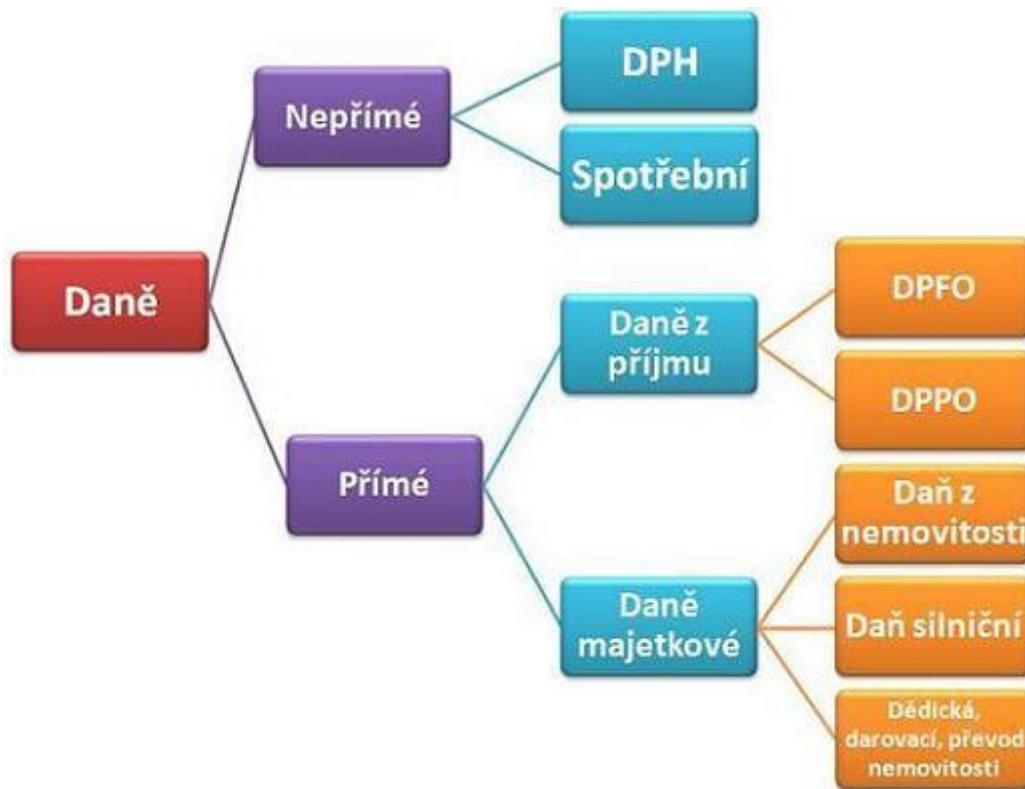 Daně
Nepřímé
DPH
Spotřební
Přímé
Daně z
příjmu
DPFO
DPPO
Daně
majetkové
Daň z
nemovitosti
Daň silniční
Dědická,
darovací, převod
nemovitosti